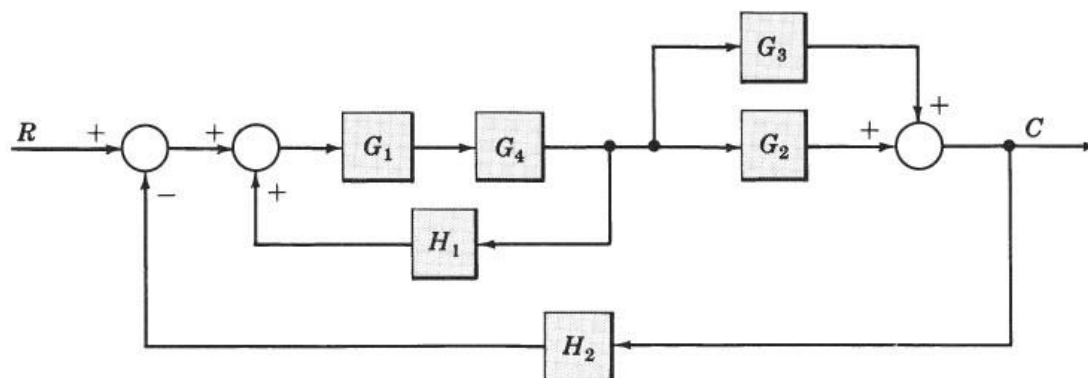 G₃
R + + G₁ G₄ G₂ + + C
− + H₁
H₂